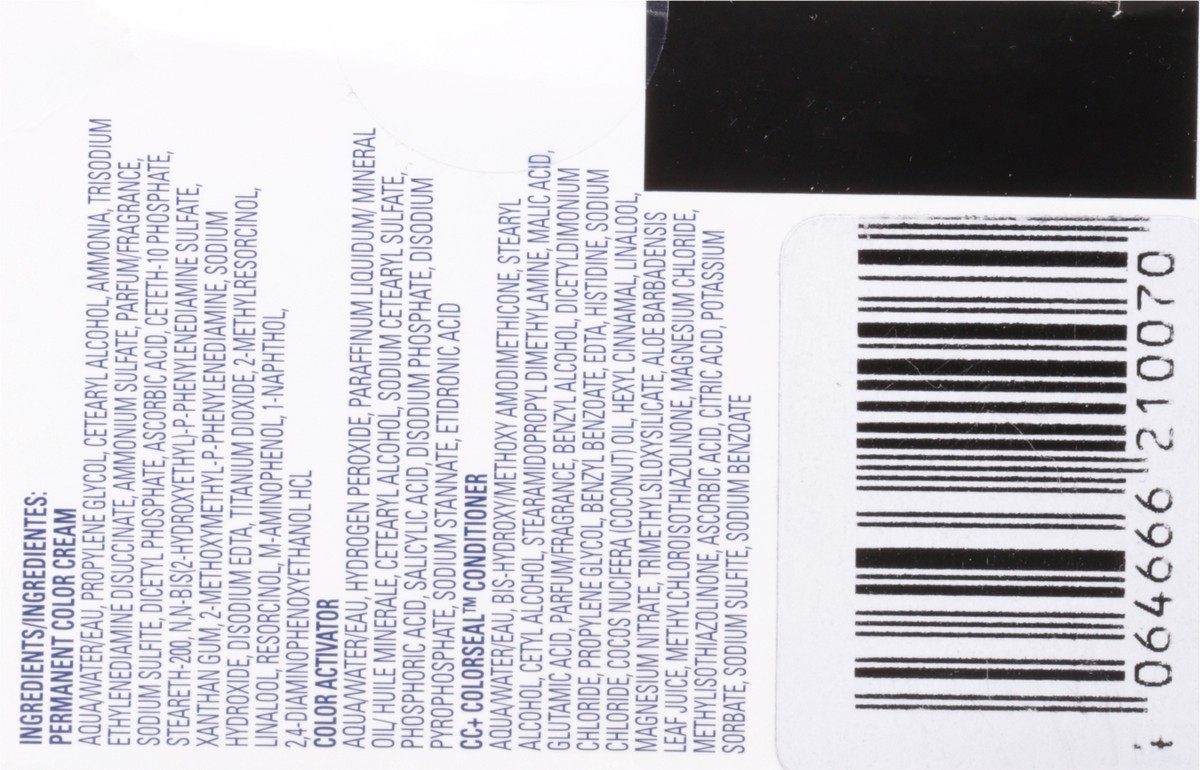 INGREDIENTS/INGREDIENTES:
PERMANENT COLOR CREAM
AQUA/WATER/EAU, PROPYLENE GLYCOL, CETEARYL ALCOHOL, AMMONIA, TRISODIUM
ETHYLENEDIAMINE DISUCCINATE, AMMONIUM SULFATE, PARFUM/FRAGRANCE,
SODIUM SULFITE, DICETYL PHOSPHATE, ASCORBIC ACID, CETETH-10 PHOSPHATE,
STEARETH-200, N,N-BIS(2-HYDROXYETHYL)-P-PHENYLENEDIAMINE SULFATE,
XANTHAN GUM, 2-METHOXYMETHYL-P-PHENYLENEDIAMINE, SODIUM
HYDROXIDE, DISODIUM EDTA, TITANIUM DIOXIDE, 2-METHYLRESORCINOL,
LINALOOL, RESORCINOL, M-AMINOPHENOL, 1-NAPHTHOL,
2,4-DIAMINOPHENOXYETHANOL HCL
COLOR ACTIVATOR
AQUA/WATER/EAU, HYDROGEN PEROXIDE, PARAFFINUM LIQUIDUM/ MINERAL
OIL/ HUILE MINERALE, CETEARYL ALCOHOL, SODIUM CETEARYL SULFATE,
PHOSPHORIC ACID, SALICYLIC ACID, DISODIUM PHOSPHATE, DISODIUM
PYROPHOSPHATE, SODIUM STANNATE, ETIDRONIC ACID
CC+ COLORSEAL™ CONDITIONER
AQUA/WATER/EAU, BIS-HYDROXY/METHOXY AMODIMETHICONE, STEARYL
ALCOHOL, CETYL ALCOHOL, STEARAMIDOPROPYL DIMETHYLAMINE, MALIC ACID,
GLUTAMIC ACID, PARFUM/FRAGRANCE, BENZYL ALCOHOL, DICETYLDIMONIUM
CHLORIDE, PROPYLENE GLYCOL, BENZYL BENZOATE, EDTA, HISTIDINE, SODIUM
CHLORIDE, COCOS NUCIFERA (COCONUT) OIL, HEXYL CINNAMAL, LINALOOL,
MAGNESIUM NITRATE, TRIMETHYLSILOXYSILICATE, ALOE BARBADENSIS
LEAF JUICE, METHYLCHLOROISOTHIAZOLINONE, MAGNESIUM CHLORIDE,
METHYLISOTHIAZOLINONE, ASCORBIC ACID, CITRIC ACID, POTASSIUM
SORBATE, SODIUM SULFITE, SODIUM BENZOATE
064666 210070